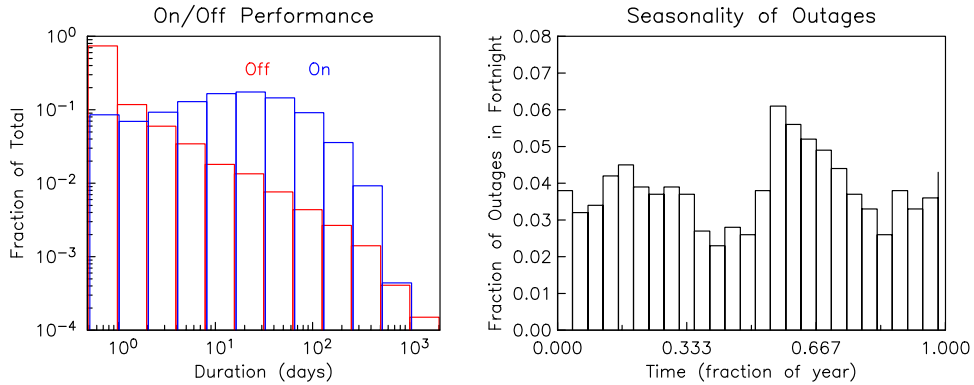 On/Off Performance
Fraction of Total
10^0
10^-1
10^-2
10^-3
10^-4
Off
On
10^0
10^1
10^2
10^3
Duration (days)
Seasonality of Outages
Fraction of Outages in Fortnight
0.08
0.07
0.06
0.05
0.04
0.03
0.02
0.01
0.00
0.000
0.333
0.667
1.000
Time (fraction of year)